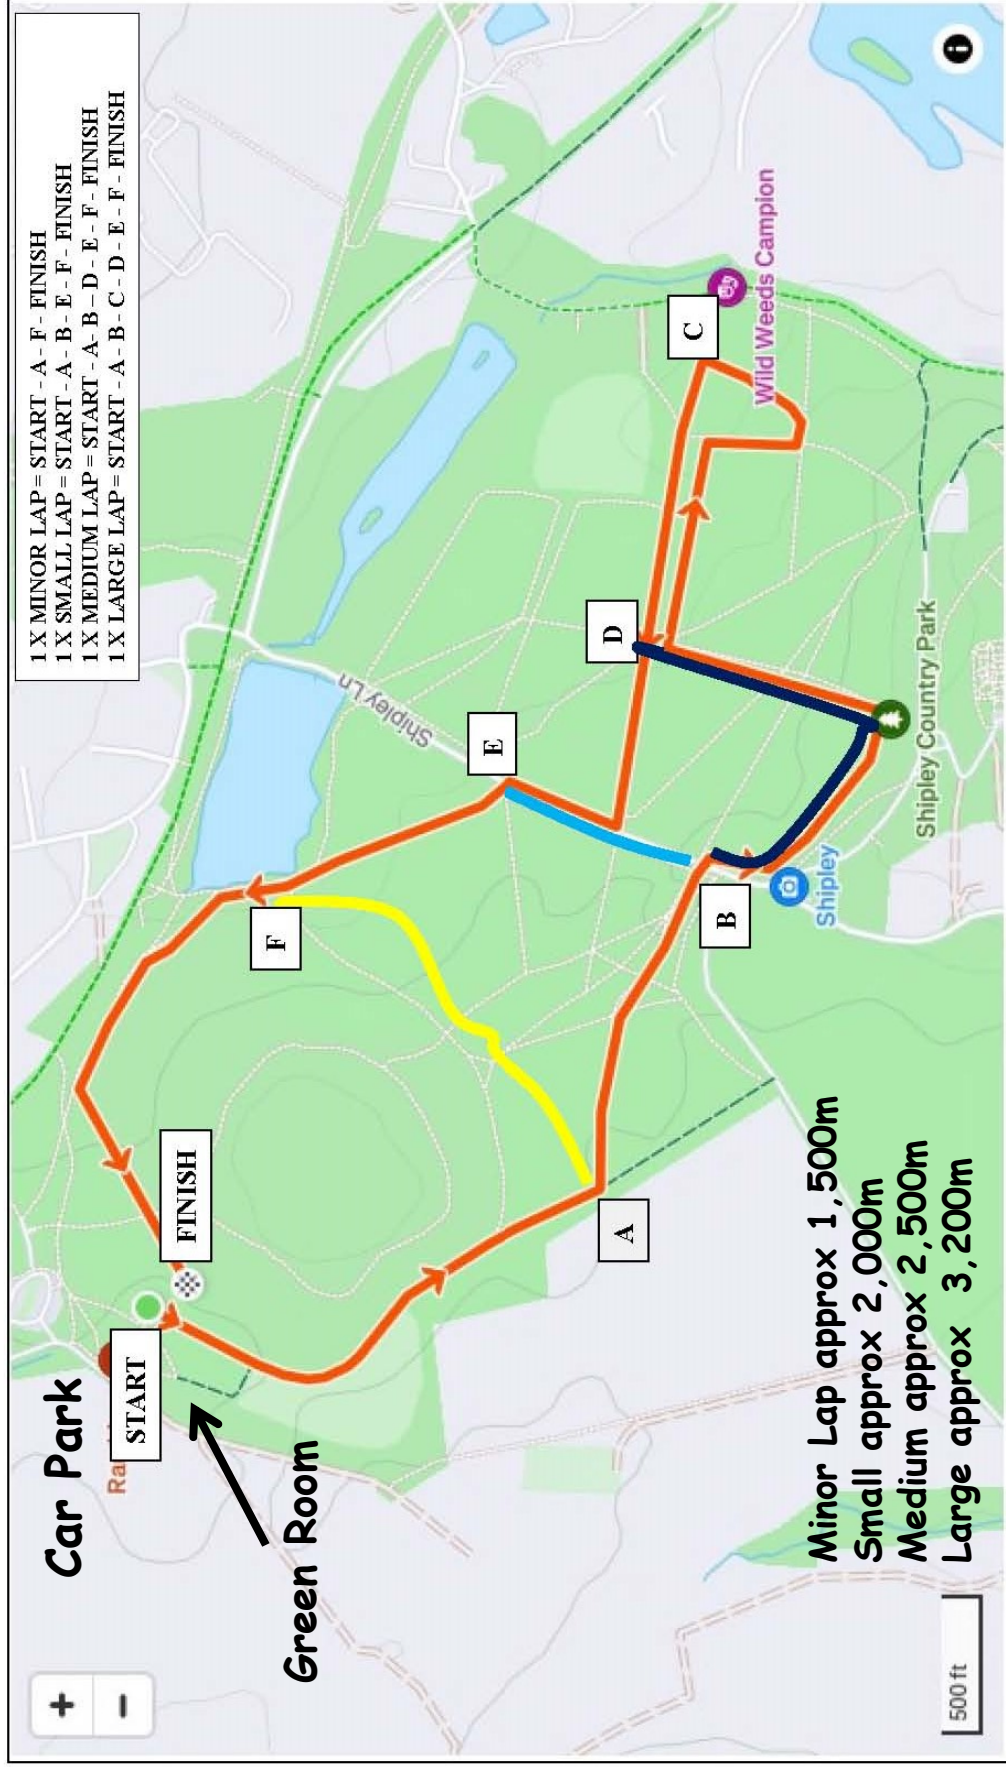 1 X MINOR LAP = START - A - F - FINISH
1 X SMALL LAP = START - A - B - E - F - FINISH
1 X MEDIUM LAP = START - A - B - D - E - F - FINISH
1 X LARGE LAP = START - A - B - C - D - E - F - FINISH
Car Park
START
Ra
FINISH
Green Room
F
E
Shipley Ln
D
C
Wild Weeds Campion
A
B
Shipley
Shipley Country Park
Minor Lap approx 1,500m
Small approx 2,000m
Medium approx 2,500m
Large approx 3,200m
500 ft
+
−
i